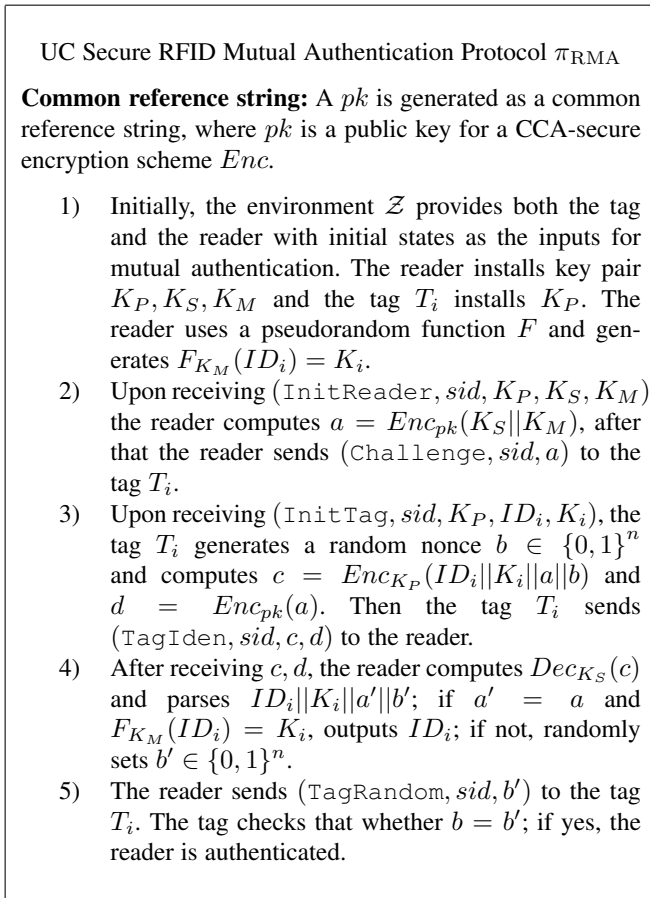 UC Secure RFID Mutual Authentication Protocol π_RMA
Common reference string: A pk is generated as a common
reference string, where pk is a public key for a CCA-secure
encryption scheme Enc.
1) Initially, the environment 𝒵 provides both the tag
and the reader with initial states as the inputs for
mutual authentication. The reader installs key pair
K_P, K_S, K_M and the tag T_i installs K_P. The
reader uses a pseudorandom function F and gen-
erates F_{K_M}(ID_i) = K_i.
2) Upon receiving (InitReader, sid, K_P, K_S, K_M)
the reader computes a = Enc_{pk}(K_S||K_M), after
that the reader sends (Challenge, sid, a) to the
tag T_i.
3) Upon receiving (InitTag, sid, K_P, ID_i, K_i), the
tag T_i generates a random nonce b ∈ {0, 1}^n
and computes c = Enc_{K_P}(ID_i||K_i||a||b) and
d = Enc_{pk}(a). Then the tag T_i sends
(TagIden, sid, c, d) to the reader.
4) After receiving c, d, the reader computes Dec_{K_S}(c)
and parses ID_i||K_i||a′||b′; if a′ = a and
F_{K_M}(ID_i) = K_i, outputs ID_i; if not, randomly
sets b′ ∈ {0, 1}^n.
5) The reader sends (TagRandom, sid, b′) to the tag
T_i. The tag checks that whether b = b′; if yes, the
reader is authenticated.